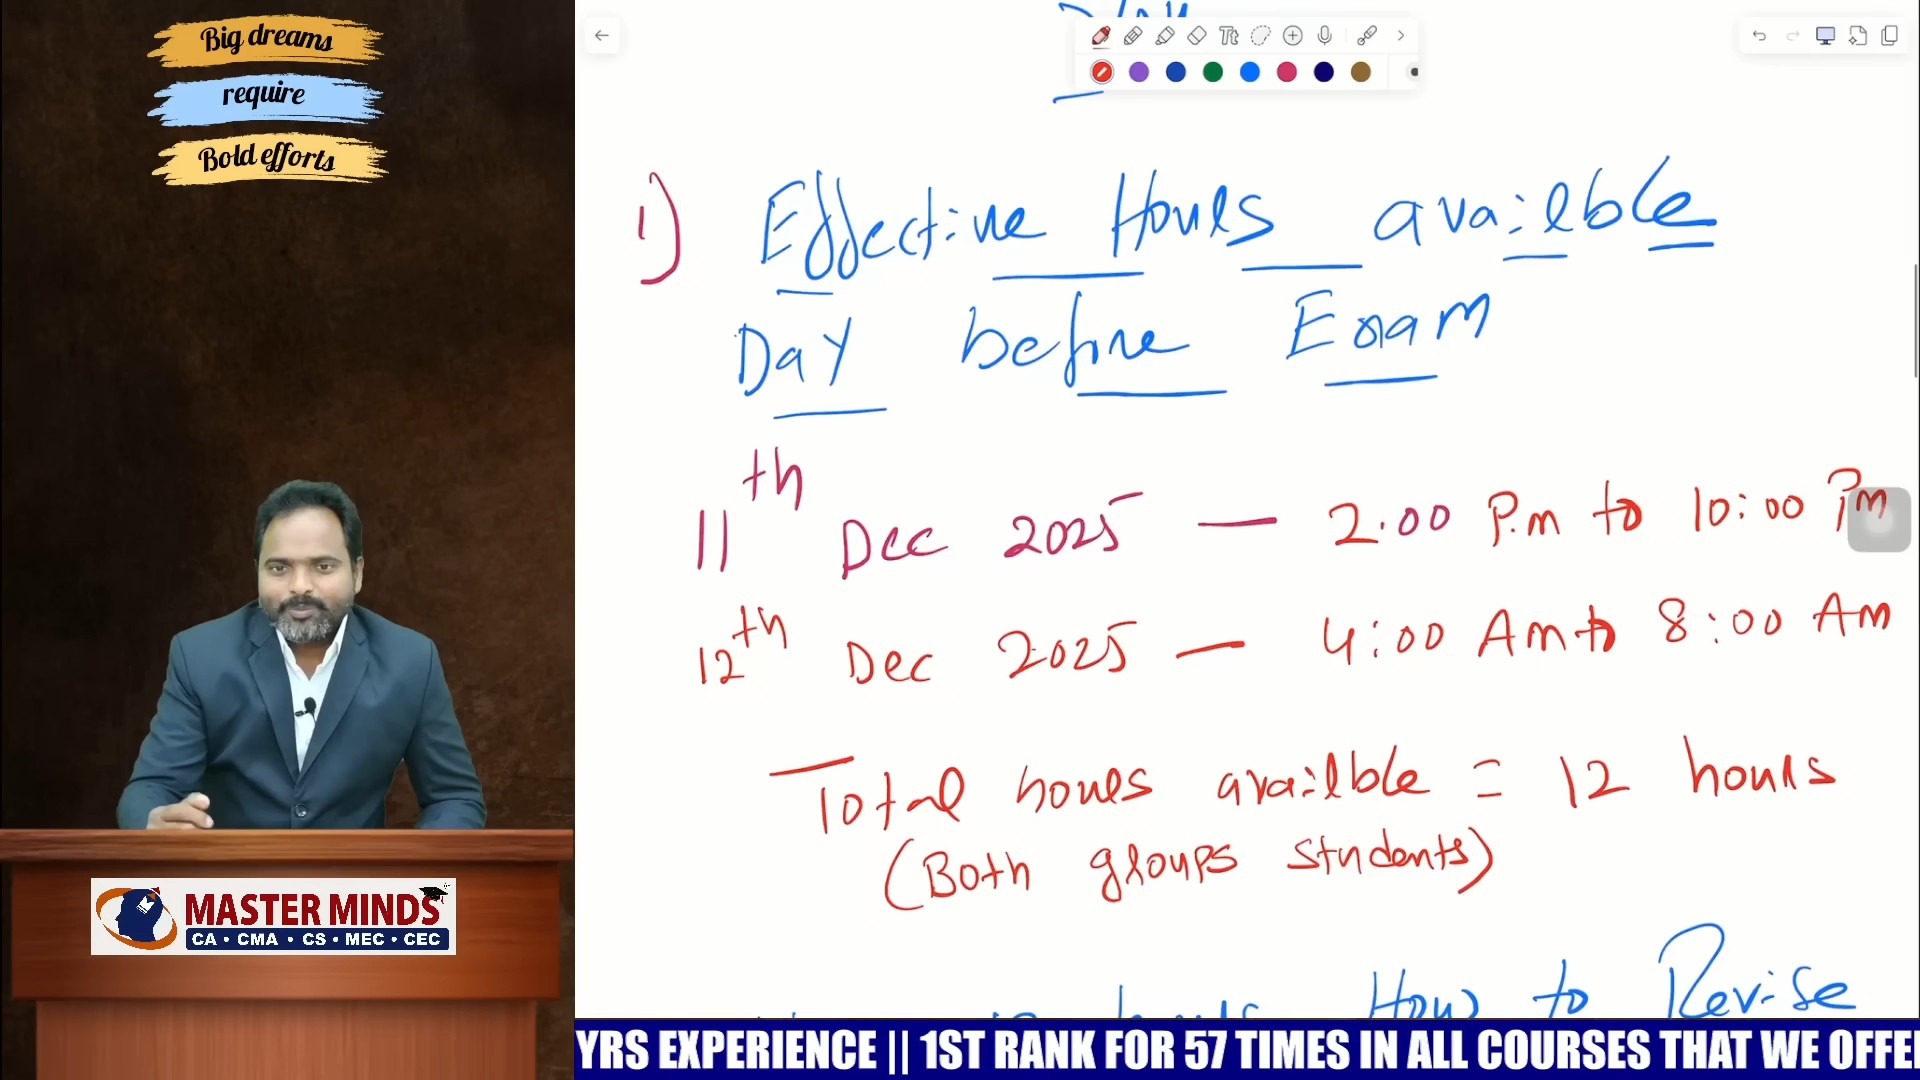 Big dreams
require
Bold efforts
1) Effective Hours availble
Day before Exam
11th Dec 2025 — 2.00 P.m to 10:00 Pm
12th Dec 2025 — 4:00 Am to 8:00 Am
Total hours availble = 12 hours
(Both groups students)
hours How to Revise
MASTER MINDS
CA • CMA • CS • MEC • CEC
YRS EXPERIENCE || 1ST RANK FOR 57 TIMES IN ALL COURSES THAT WE OFFE